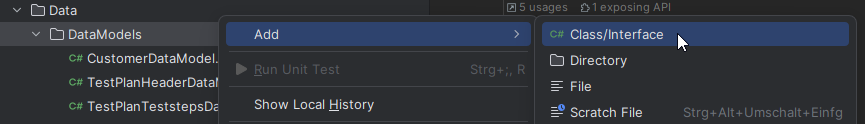 Data
5 usages 1 exposing API
DataModels
Add
C# Class/Interface
C# CustomerDataModel.
Run Unit Test Strg+;, R
Directory
C# TestPlanHeaderData
File
C# TestPlanTeststepsDa
Show Local History
Scratch File Strg+Alt+Umschalt+Einfg